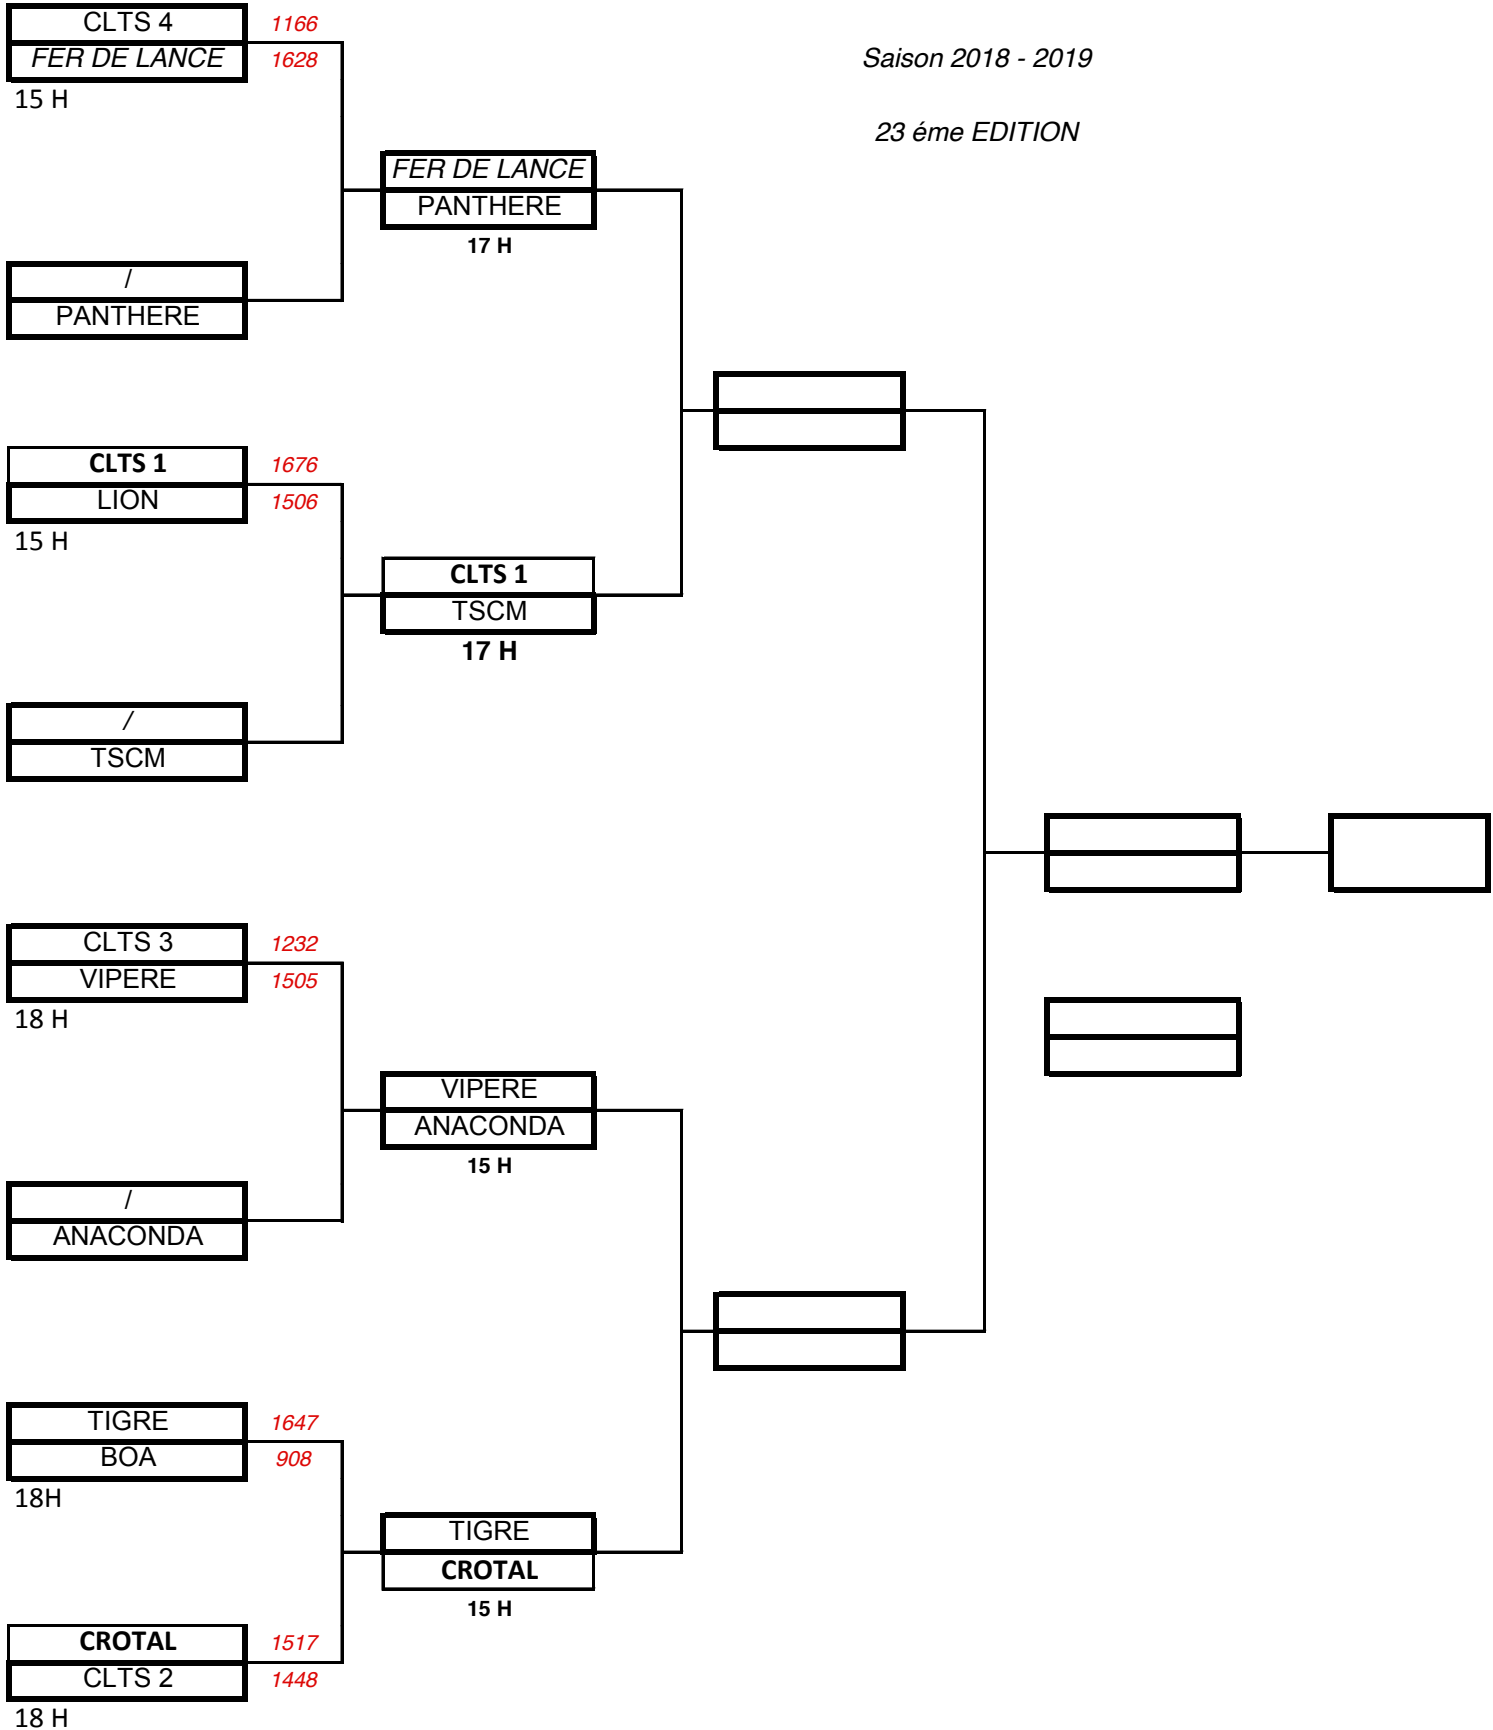 CLTS 4 1166
FER DE LANCE 1628
15 H
Saison 2018 - 2019
23 éme EDITION
FER DE LANCE
PANTHERE
17 H
/
PANTHERE
CLTS 1 1676
LION 1506
15 H
CLTS 1
TSCM
17 H
/
TSCM
CLTS 3 1232
VIPERE 1505
18 H
VIPERE
ANACONDA
15 H
/
ANACONDA
TIGRE 1647
BOA 908
18H
TIGRE
CROTAL
15 H
CROTAL 1517
CLTS 2 1448
18 H